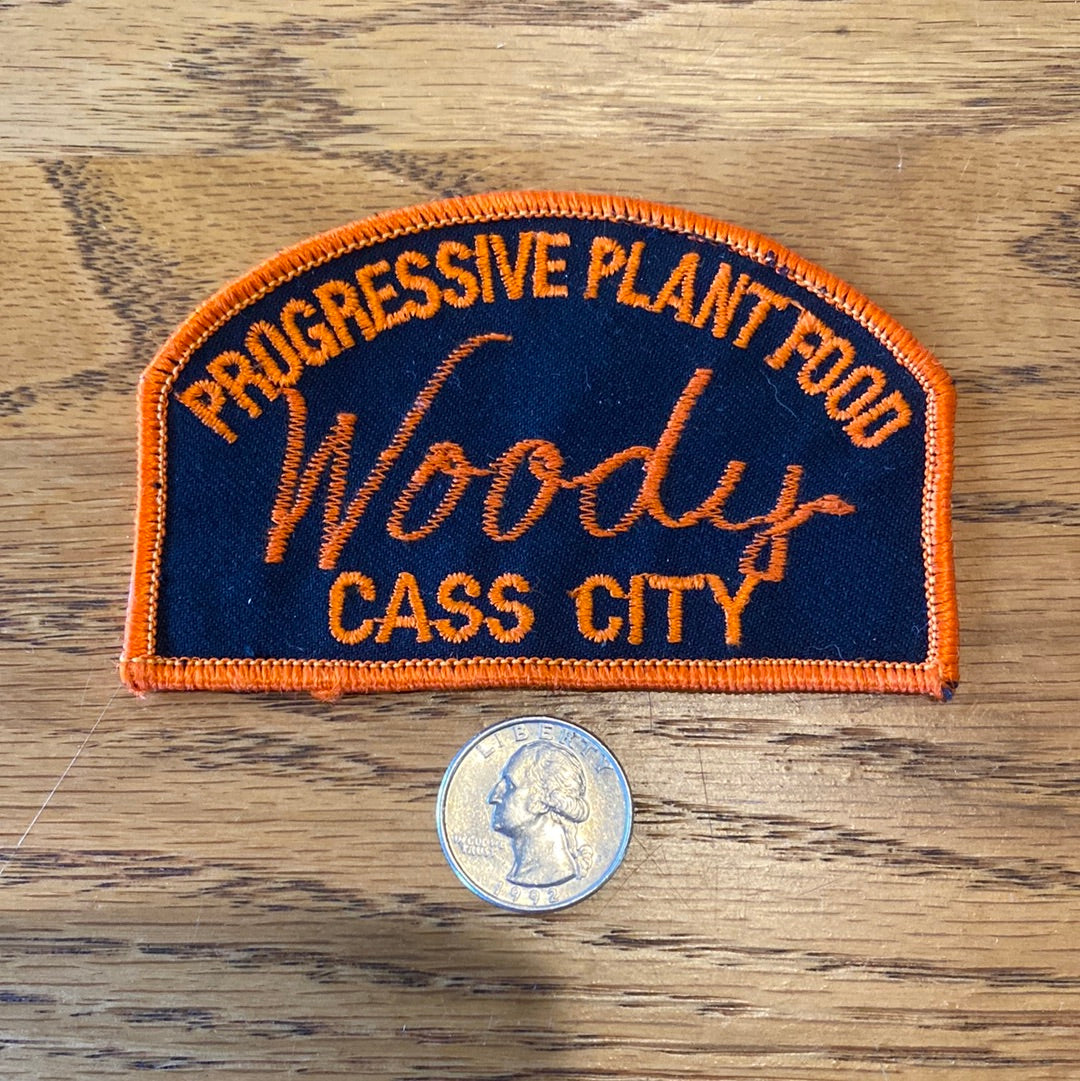 PROGRESSIVE PLANT FOOD
Woody
CASS CITY
LIBERTY
IN GOD WE
TRUST
1992